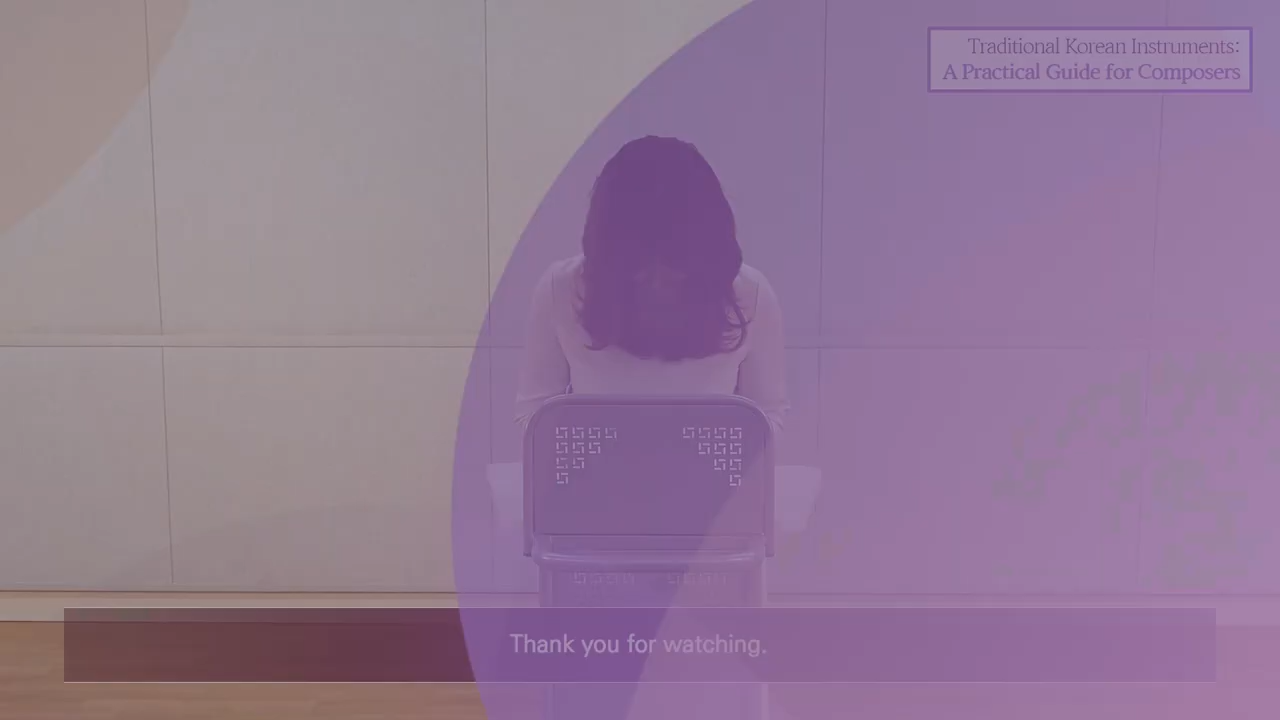 Traditional Korean Instruments:
A Practical Guide for Composers
Thank you for watching.